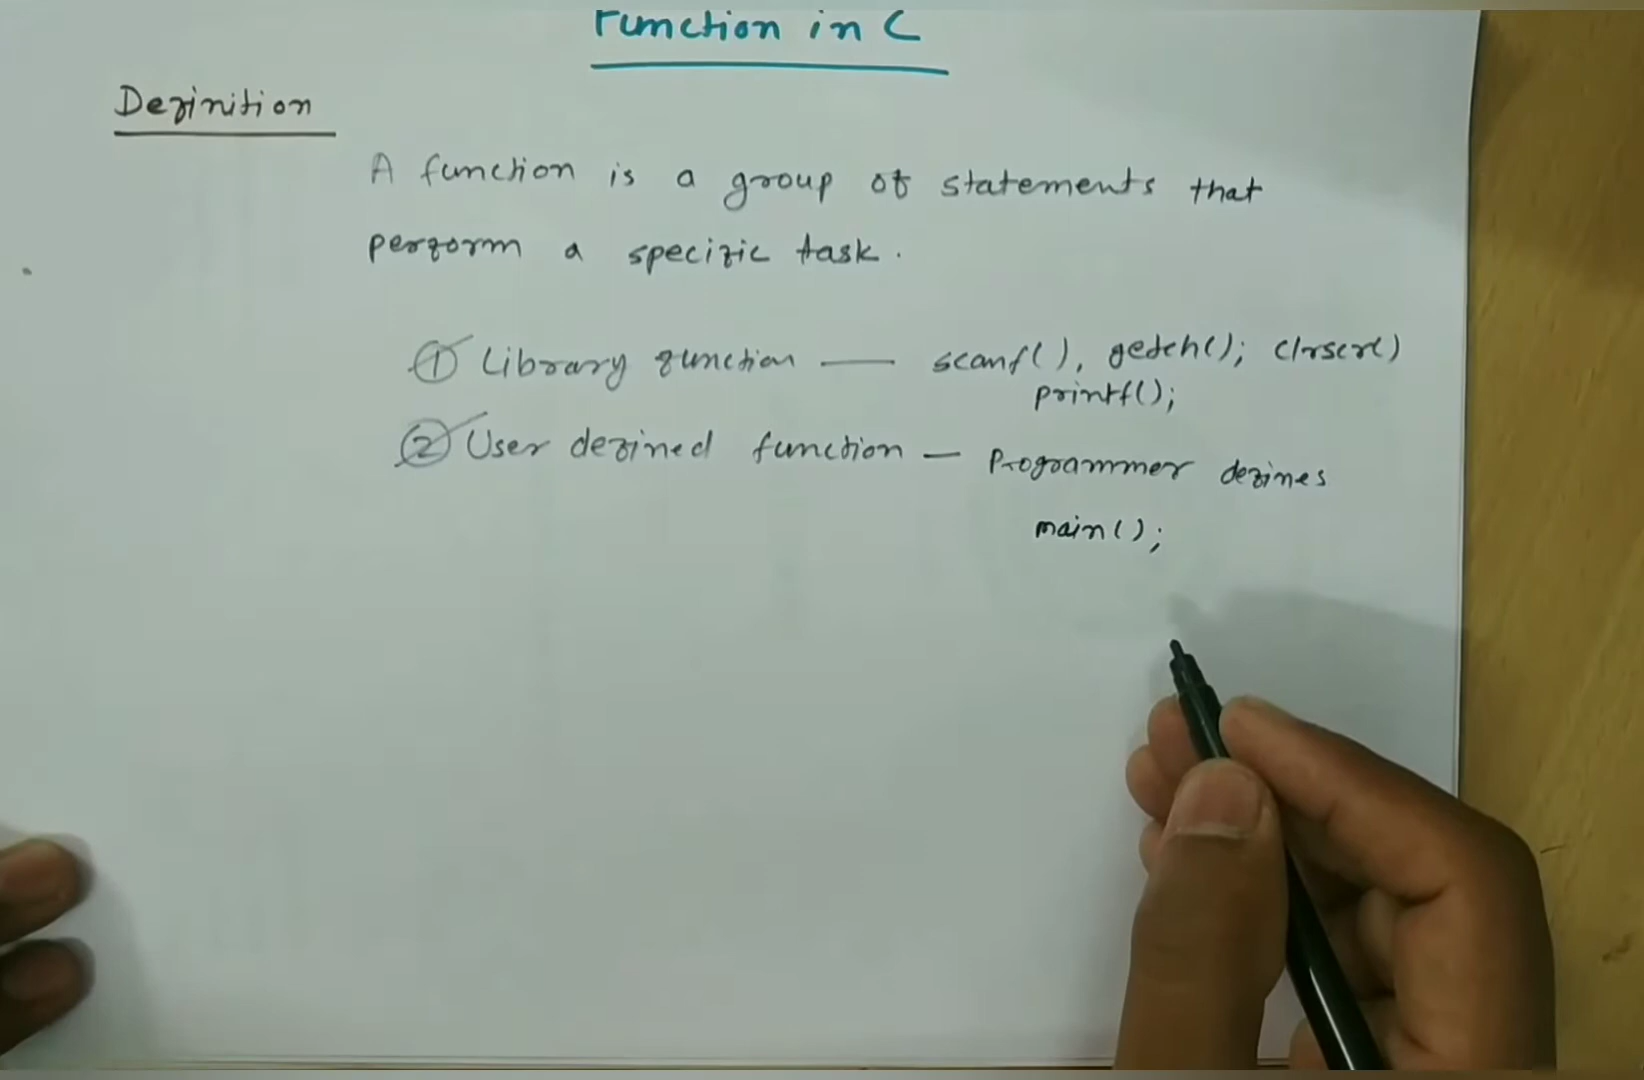 Function in C
Definition
A function is a group of statements that
perform a specific task.
① Library function — scanf(), getch(); clrscr()
printf();
② User defined function — Programmer defines
main();